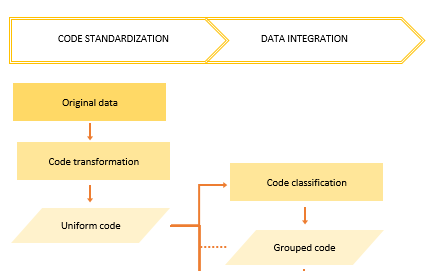 CODE STANDARDIZATION
DATA INTEGRATION
Original data
Code transformation
Uniform code
Code classification
Grouped code